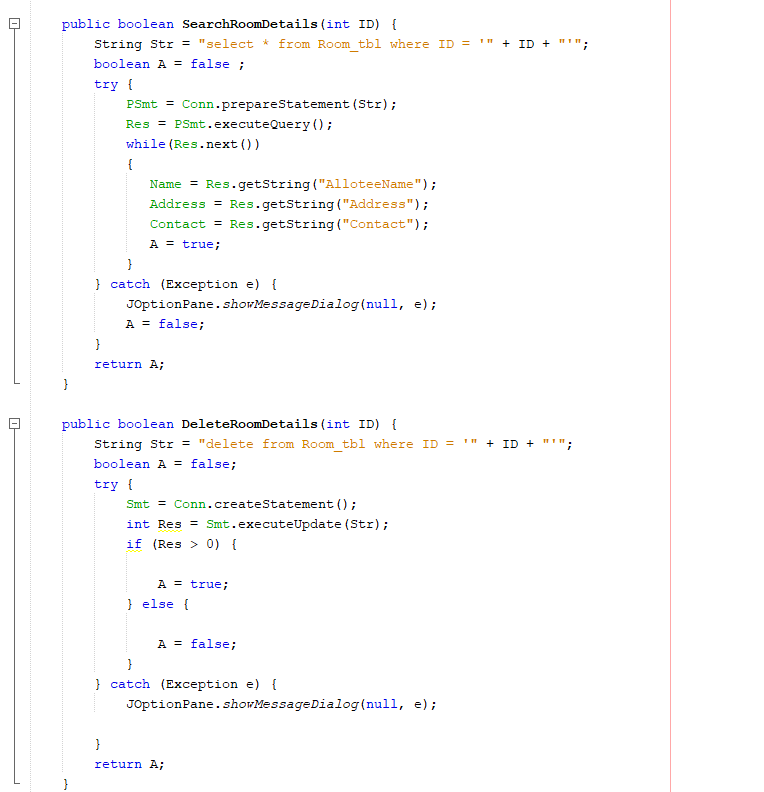 public boolean SearchRoomDetails(int ID) {
String Str = "select * from Room_tbl where ID = '" + ID + "'";
boolean A = false ;
try {
PSmt = Conn.prepareStatement(Str);
Res = PSmt.executeQuery();
while(Res.next())
{
Name = Res.getString("AlloteeName");
Address = Res.getString("Address");
Contact = Res.getString("Contact");
A = true;
}
} catch (Exception e) {
JOptionPane.showMessageDialog(null, e);
A = false;
}
return A;
}
public boolean DeleteRoomDetails(int ID) {
String Str = "delete from Room_tbl where ID = '" + ID + "'";
boolean A = false;
try {
Smt = Conn.createStatement();
int Res = Smt.executeUpdate(Str);
if (Res > 0) {
A = true;
} else {
A = false;
}
} catch (Exception e) {
JOptionPane.showMessageDialog(null, e);
}
return A;
}